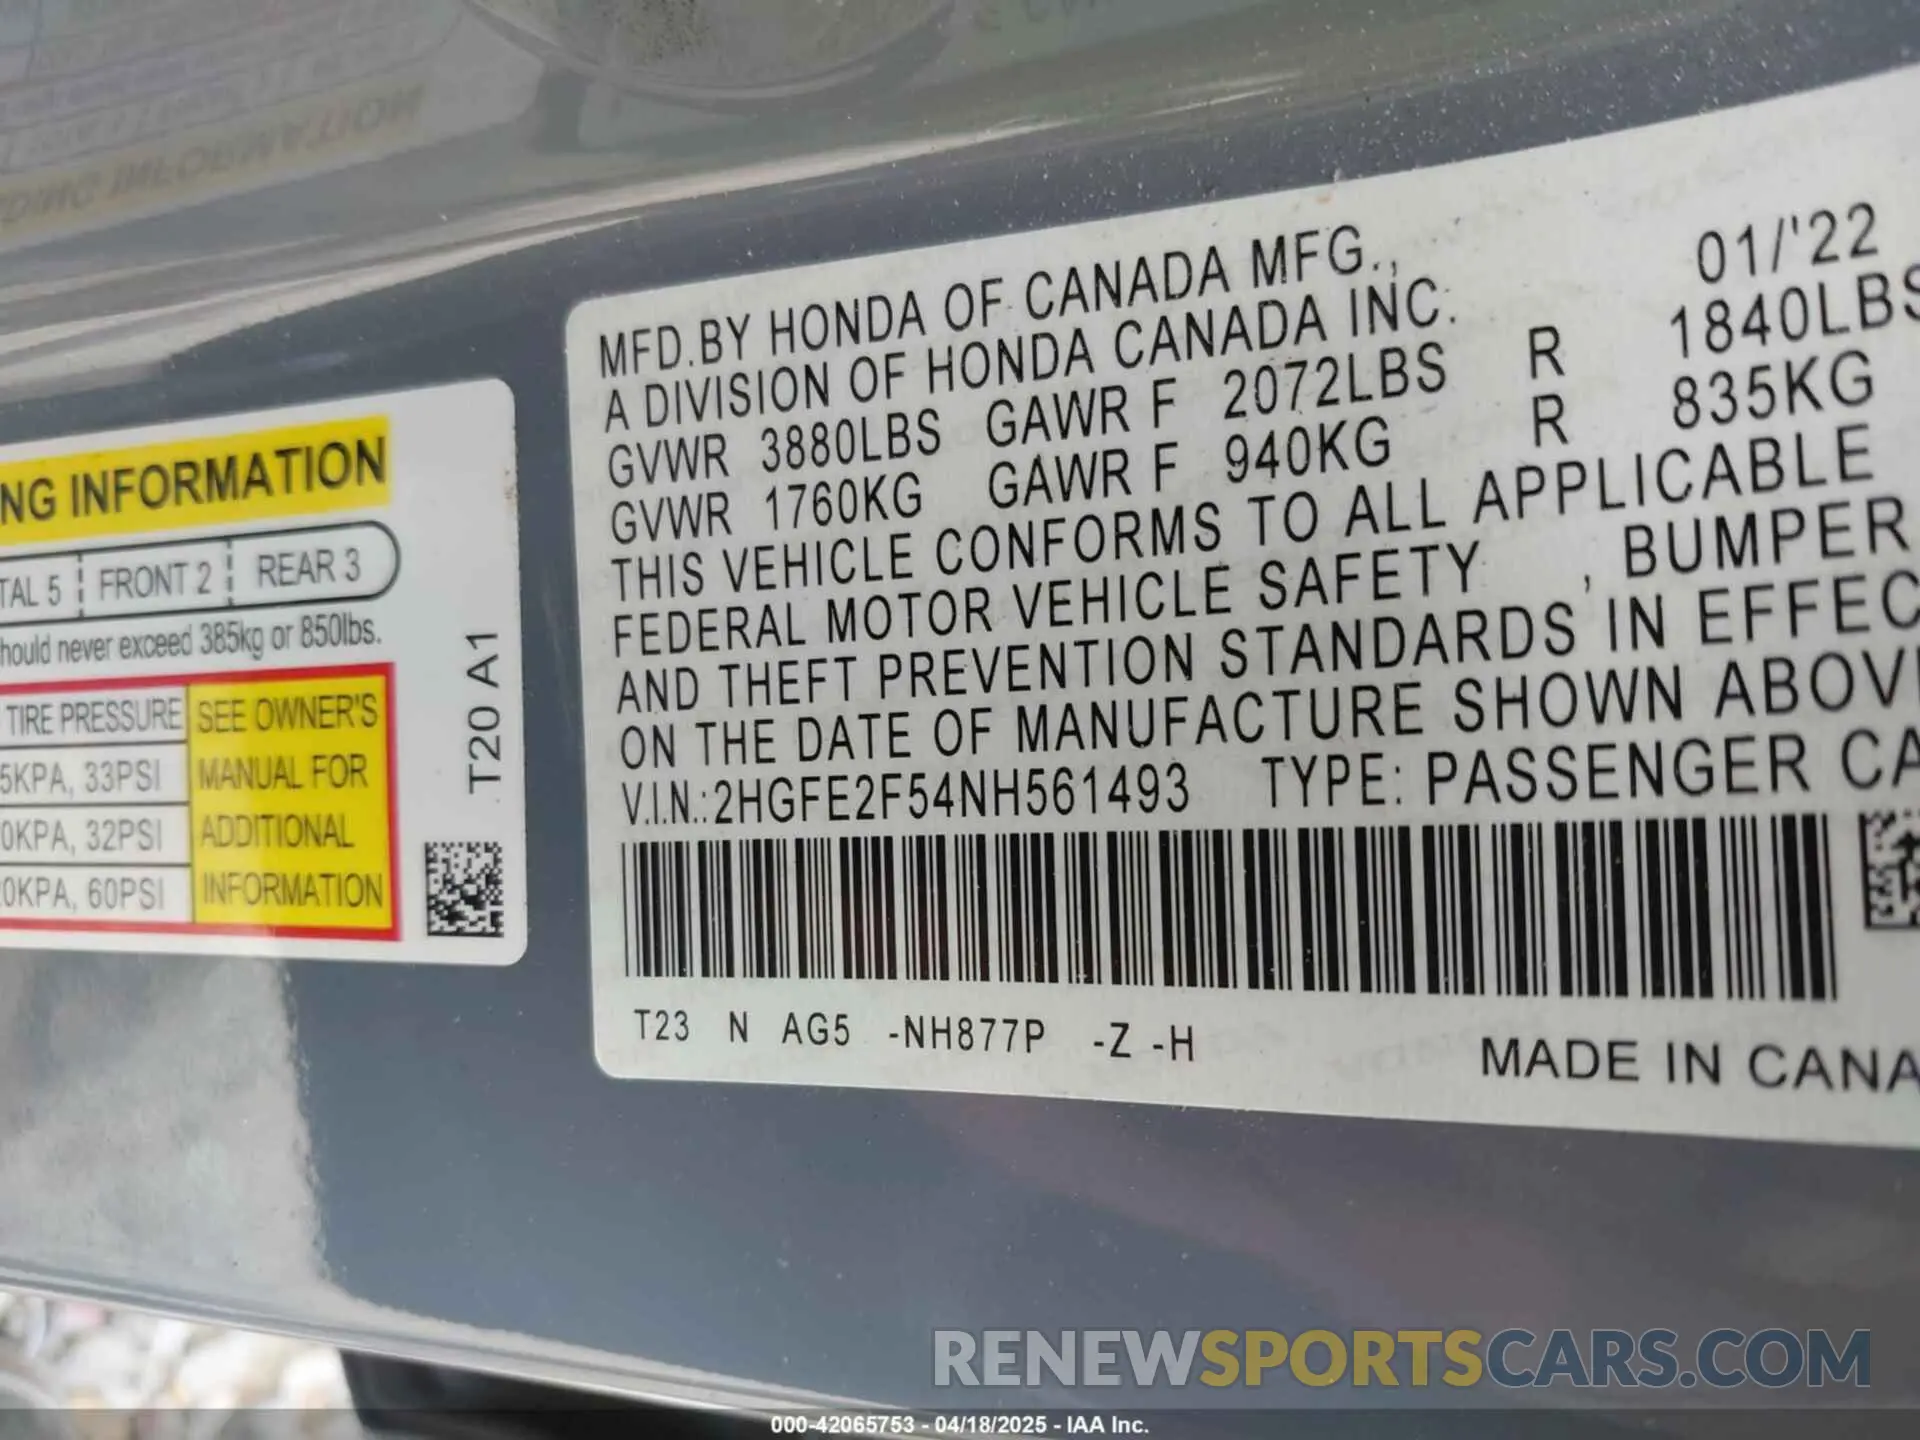 NG INFORMATION
TAL 5 FRONT 2 REAR 3
hould never exceed 385kg or 850lbs.
TIRE PRESSURE SEE OWNER'S
5KPA, 33PSI MANUAL FOR
0KPA, 32PSI ADDITIONAL
0KPA, 60PSI INFORMATION
T20 A1
MFD.BY HONDA OF CANADA MFG., 01/'22
A DIVISION OF HONDA CANADA INC.
GVWR 3880LBS GAWR F 2072LBS R 1840LBS
GVWR 1760KG GAWR F 940KG R 835KG
THIS VEHICLE CONFORMS TO ALL APPLICABLE
FEDERAL MOTOR VEHICLE SAFETY , BUMPER
AND THEFT PREVENTION STANDARDS IN EFFEC
ON THE DATE OF MANUFACTURE SHOWN ABOV
V.I.N.:2HGFE2F54NH561493 TYPE: PASSENGER CA
T23 N AG5 -NH877P -Z -H
MADE IN CANA
RENEWSPORTSCARS.COM
000-42065753 - 04/18/2025 - IAA Inc.